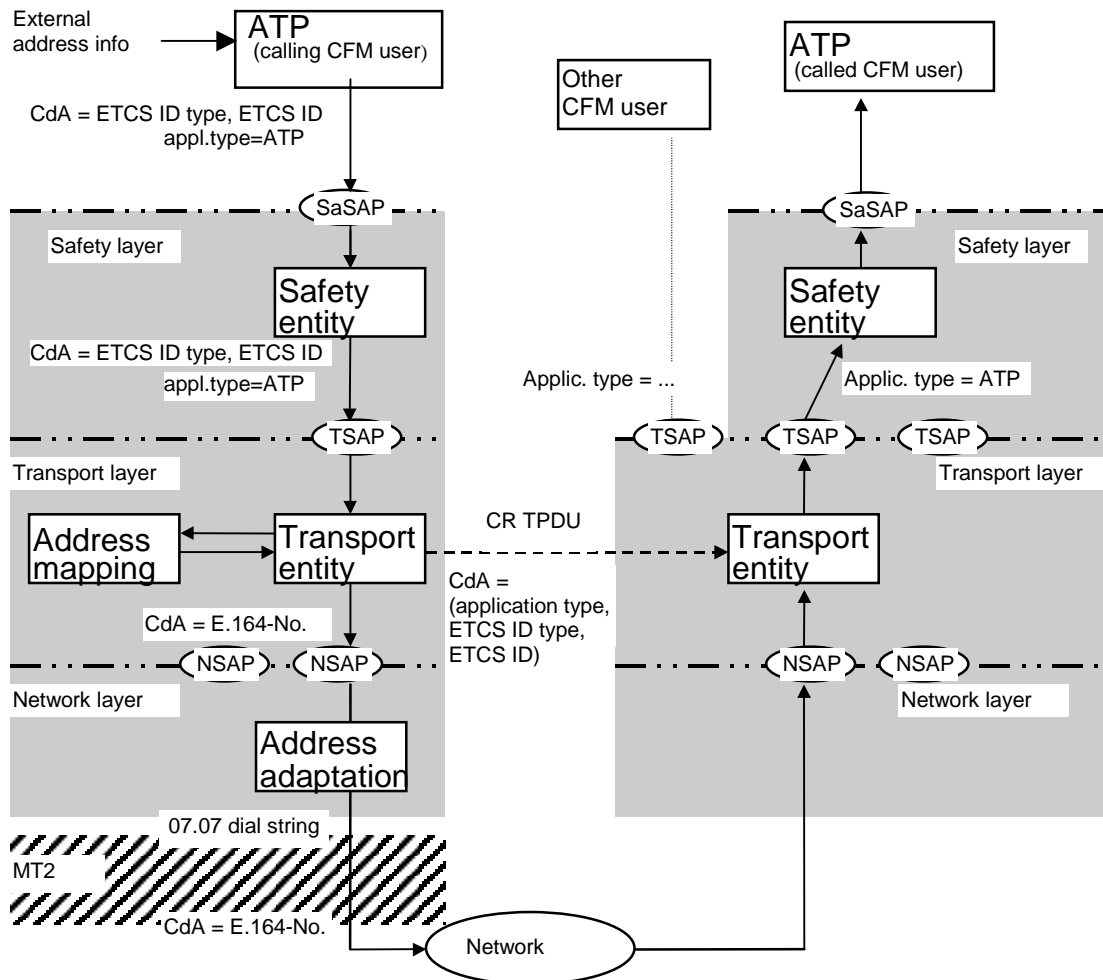 External
address info
ATP
(calling CFM user)
ATP
(called CFM user)
Other
CFM user
CdA = ETCS ID type, ETCS ID
appl.type=ATP
SaSAP
SaSAP
Safety layer
Safety layer
Safety
entity
Safety
entity
CdA = ETCS ID type, ETCS ID
appl.type=ATP
Applic. type = ...
Applic. type = ATP
TSAP
TSAP
TSAP
TSAP
Transport layer
Transport layer
Address
mapping
Transport
entity
CR TPDU
Transport
entity
CdA =
(application type,
ETCS ID type,
ETCS ID)
CdA = E.164-No.
NSAP
NSAP
NSAP
NSAP
Network layer
Network layer
Address
adaptation
07.07 dial string
MT2
CdA = E.164-No.
Network